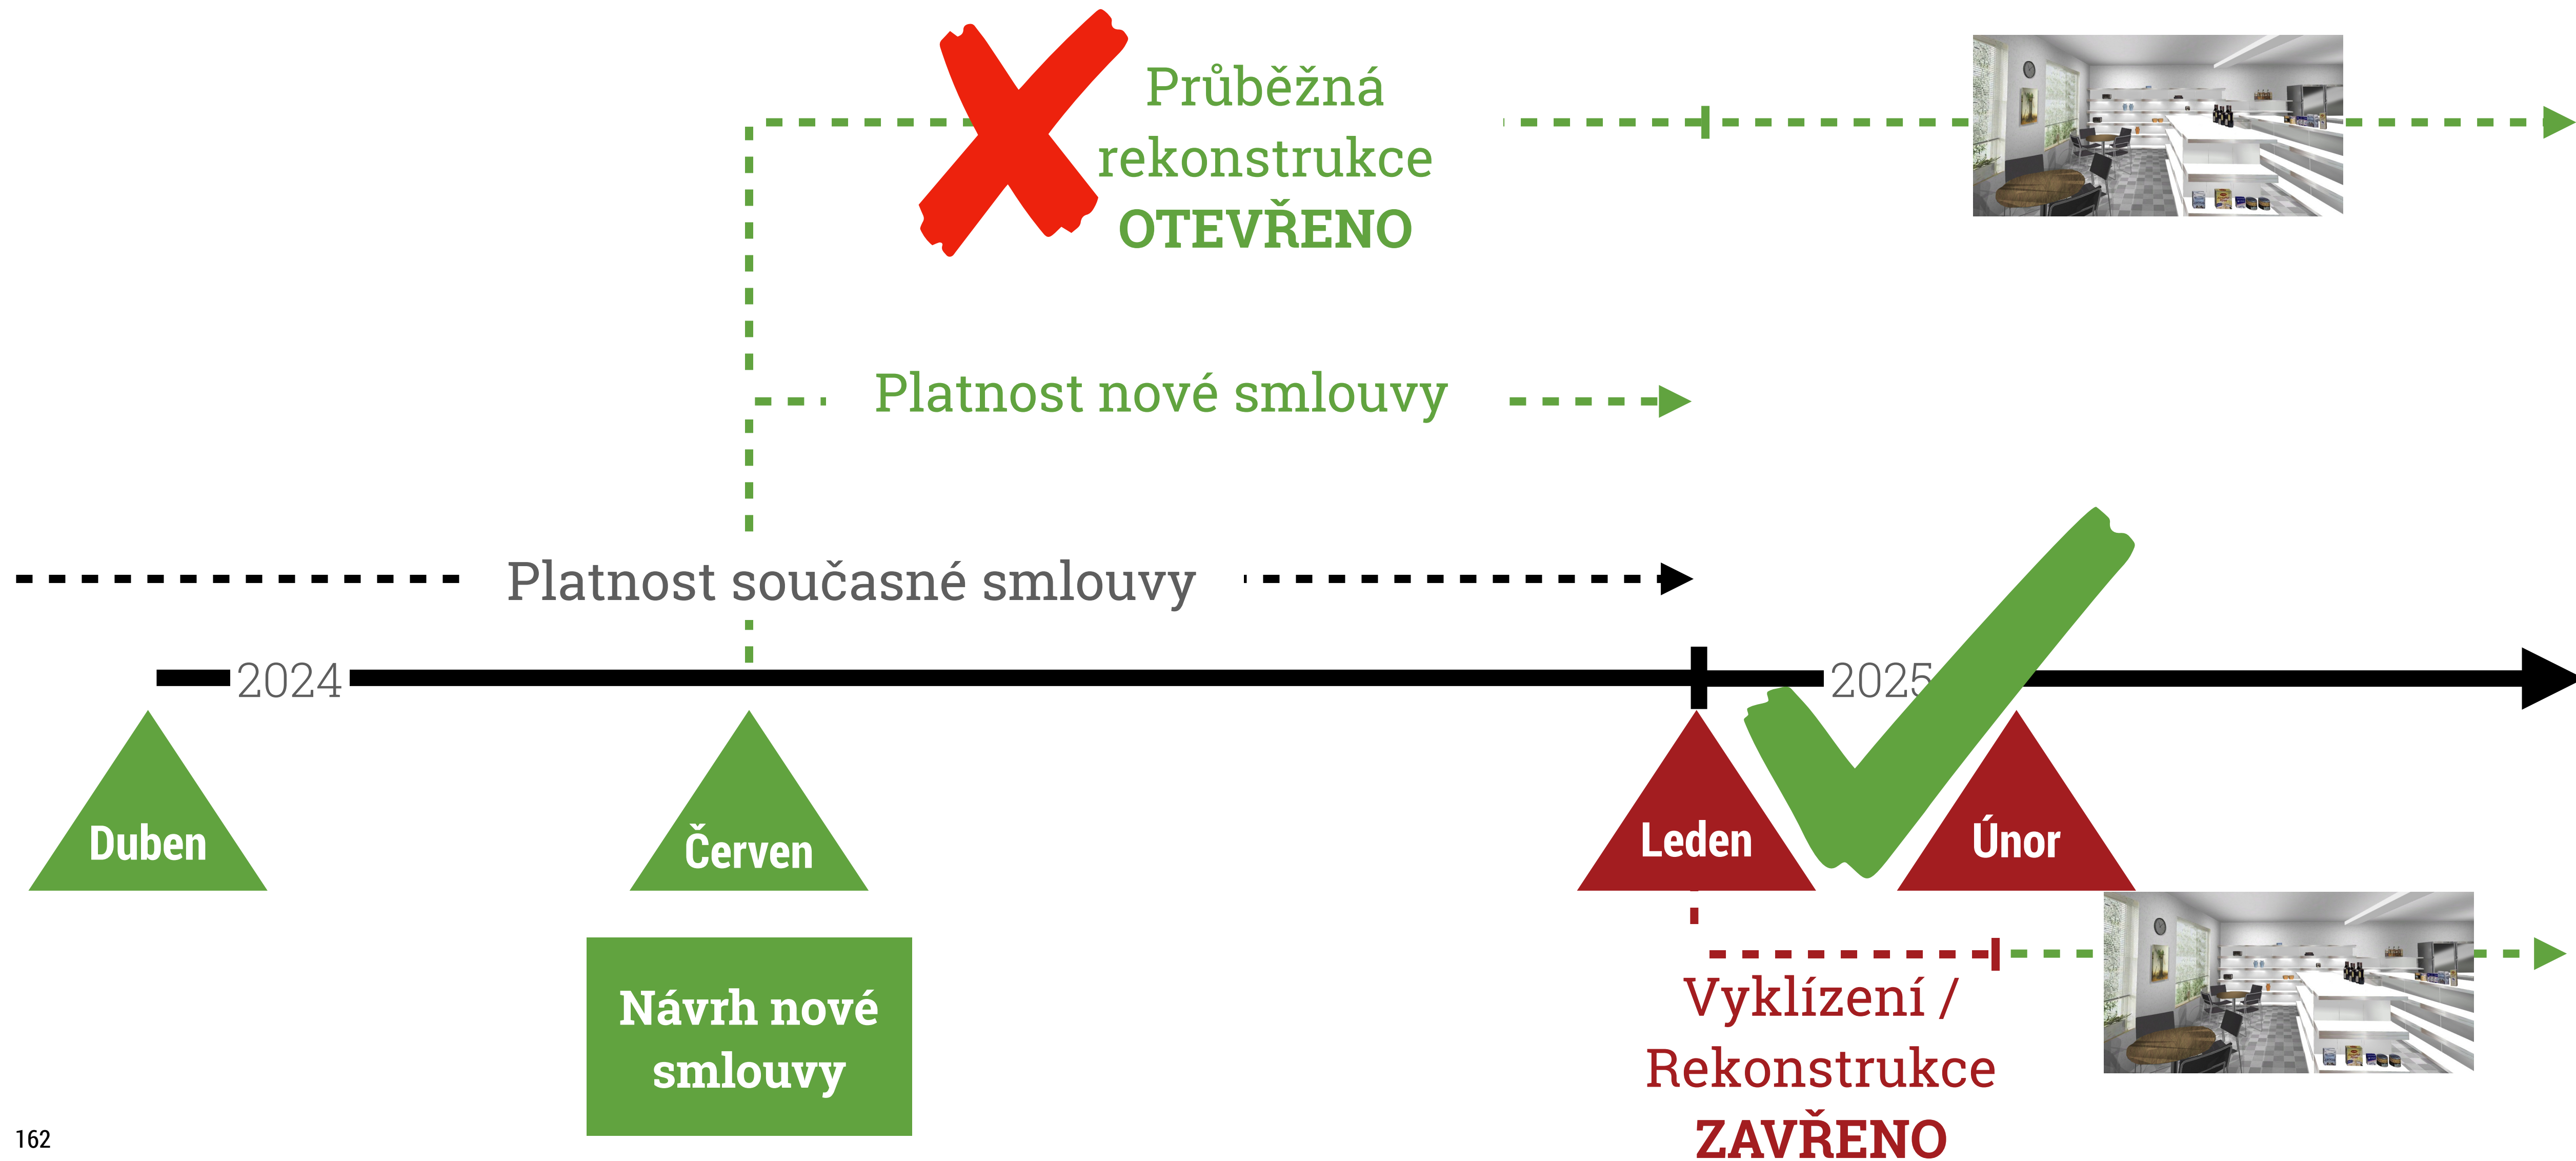 Průběžná
rekonstrukce
OTEVŘENO
Platnost nové smlouvy
Platnost současné smlouvy
2024
2025
Duben
Červen
Leden
Únor
Návrh nové
smlouvy
Vyklízení /
Rekonstrukce
ZAVŘENO
162